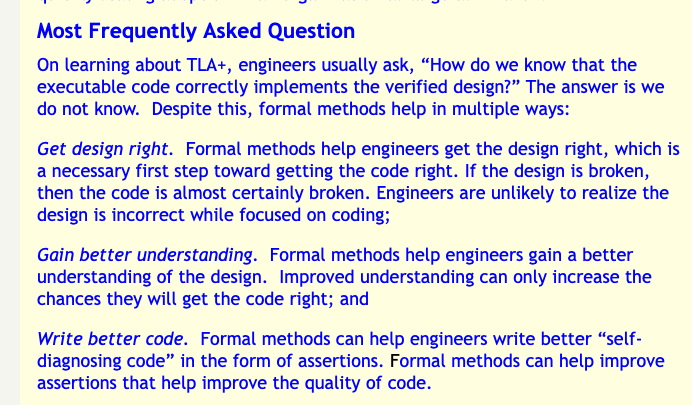 Most Frequently Asked Question
On learning about TLA+, engineers usually ask, “How do we know that the
executable code correctly implements the verified design?” The answer is we
do not know.  Despite this, formal methods help in multiple ways:
Get design right.  Formal methods help engineers get the design right, which is
a necessary first step toward getting the code right. If the design is broken,
then the code is almost certainly broken. Engineers are unlikely to realize the
design is incorrect while focused on coding;
Gain better understanding.  Formal methods help engineers gain a better
understanding of the design.  Improved understanding can only increase the
chances they will get the code right; and
Write better code.  Formal methods can help engineers write better “self-
diagnosing code” in the form of assertions. Formal methods can help improve
assertions that help improve the quality of code.